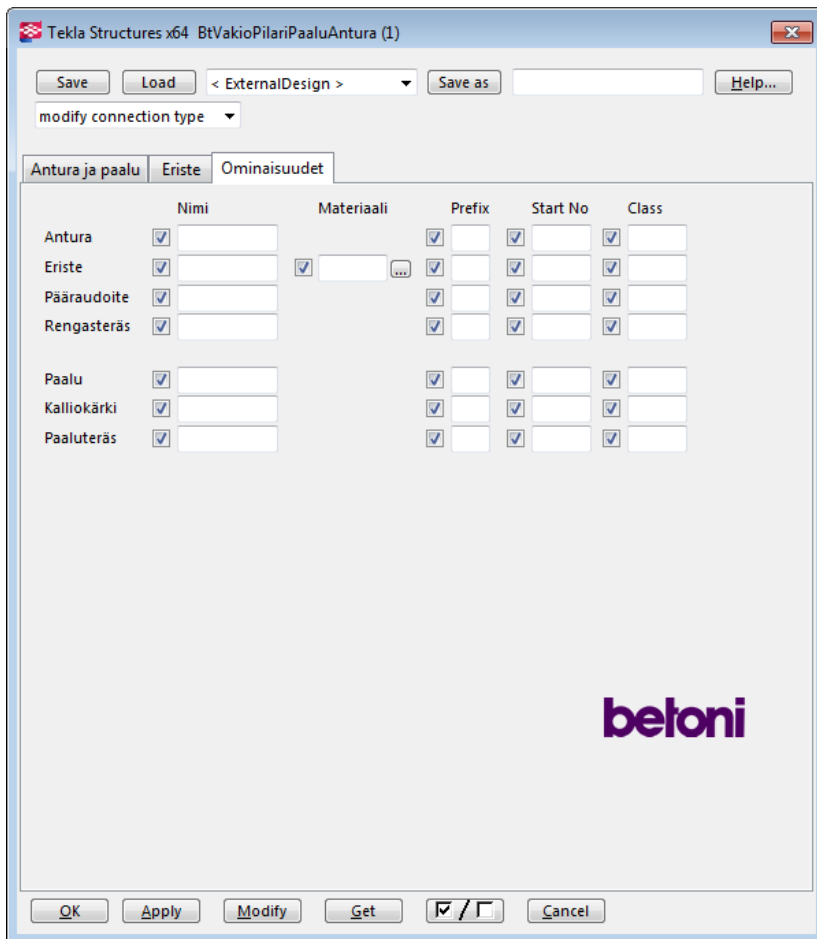 Tekla Structures x64 BtVakioPilariPaaluAntura (1)
Save Load < ExternalDesign > Save as Help...
modify connection type
Antura ja paalu Eriste Ominaisuudet
Nimi Materiaali Prefix Start No Class
Antura
Eriste ...
Pääraudoite
Rengasteräs
Paalu
Kalliokärki
Paaluteräs
betoni
OK Apply Modify Get / Cancel